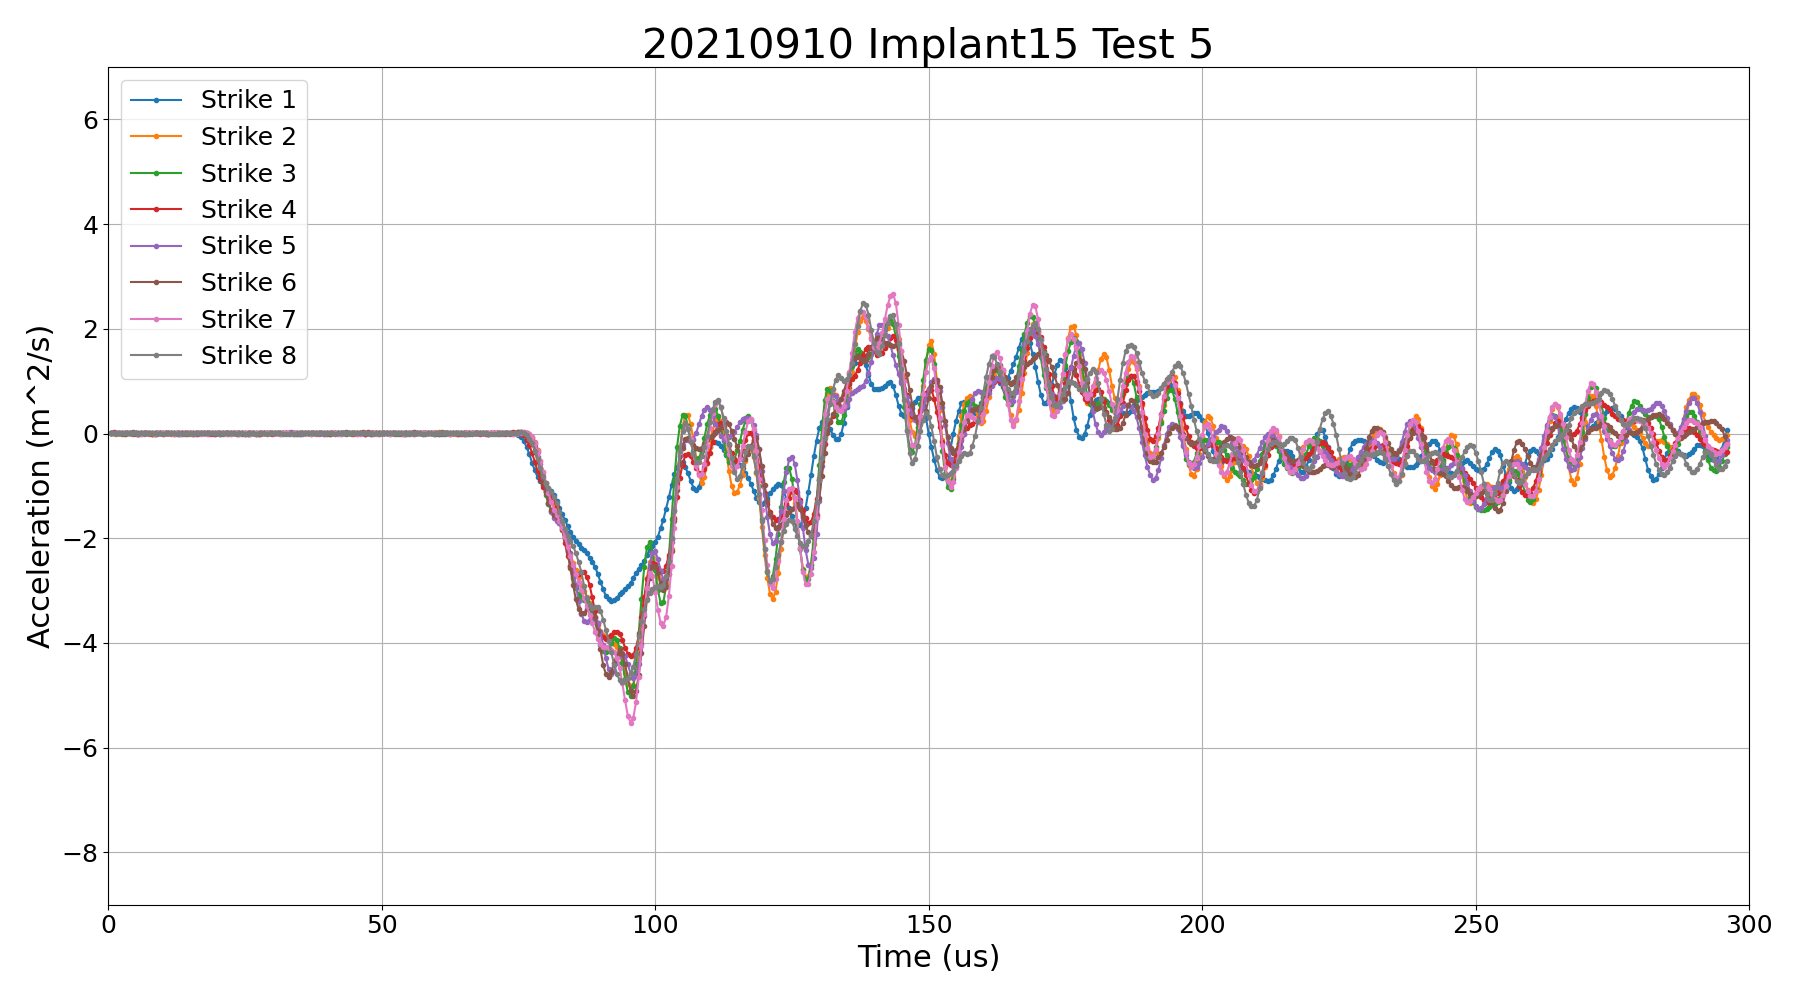 20210910 Implant15 Test 5
Strike 1
Strike 2
Strike 3
Strike 4
Strike 5
Strike 6
Strike 7
Strike 8
6
4
2
0
−2
−4
−6
−8
Acceleration (m^2/s)
0 50 100 150 200 250 300
Time (us)